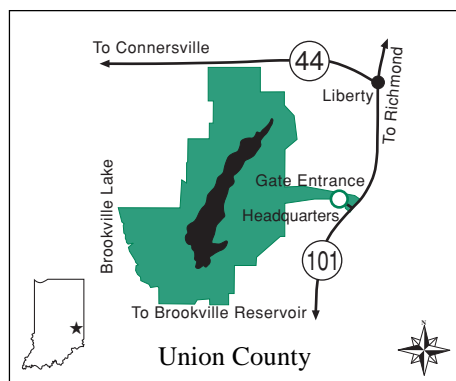 To Connersville
44
Liberty
To Richmond
Gate Entrance
Brookville Lake
Headquarters
101
To Brookville Reservoir
Union County
N